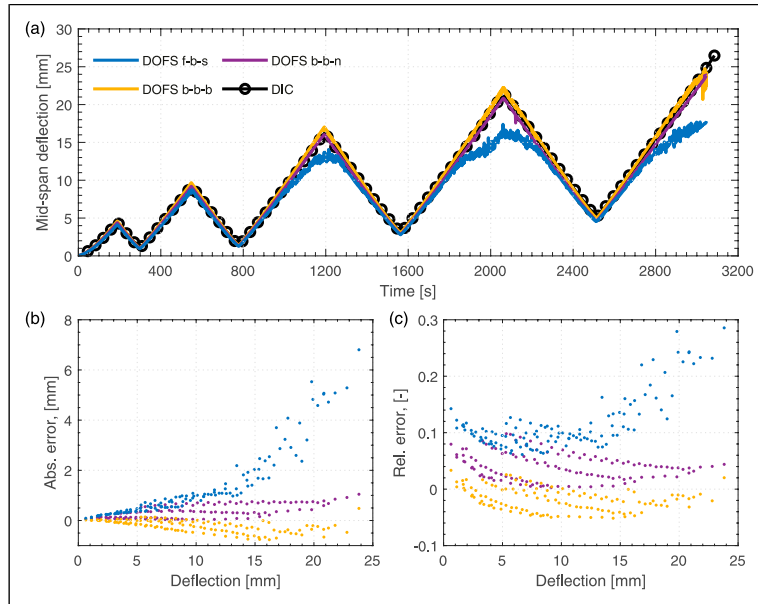 (a)
30
25
20
15
10
5
0
Mid-span deflection [mm]
DOFS f-b-s
DOFS b-b-n
DOFS b-b-b
DIC
0 400 800 1200 1600 2000 2400 2800 3200
Time [s]
(b)
8
6
4
2
0
Abs. error, [mm]
0 5 10 15 20 25
Deflection [mm]
(c)
0.3
0.2
0.1
0
-0.1
Rel. error, [-]
0 5 10 15 20 25
Deflection [mm]